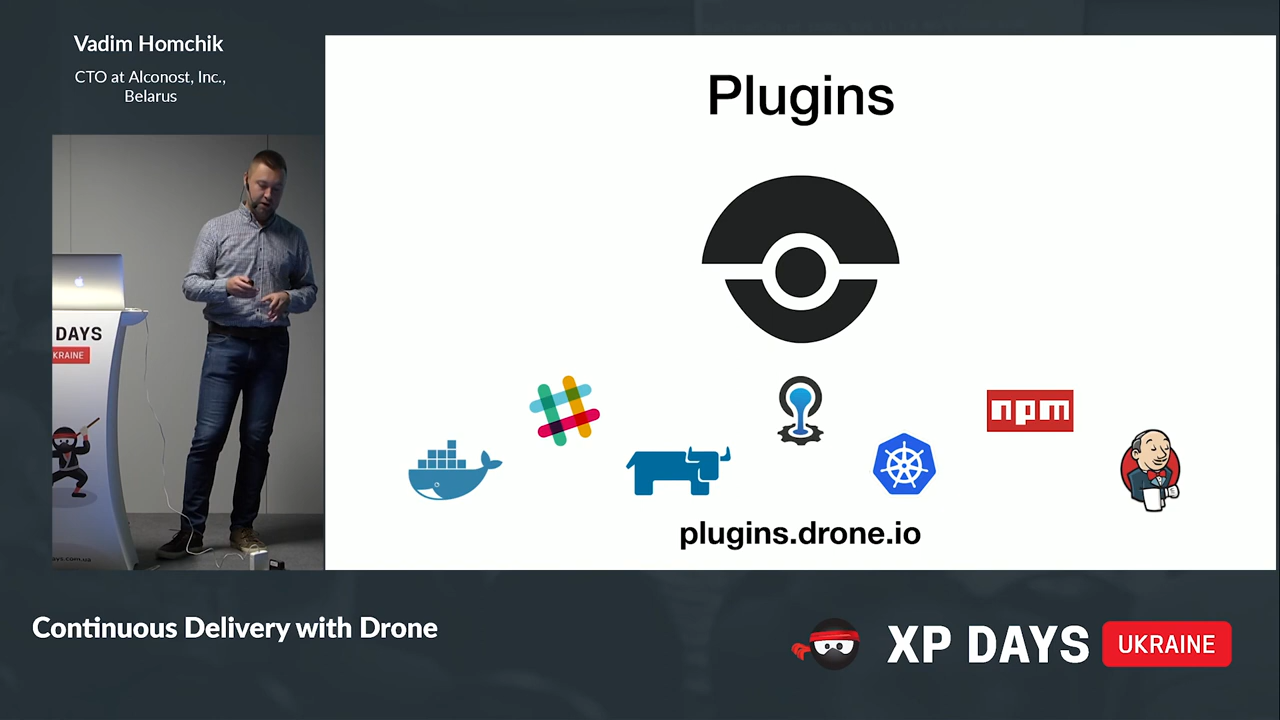 Vadim Homchik
CTO at Alconost, Inc.,
Belarus
Plugins
DAYS
KRAINE
npm
plugins.drone.io
Continuous Delivery with Drone
XP DAYS UKRAINE